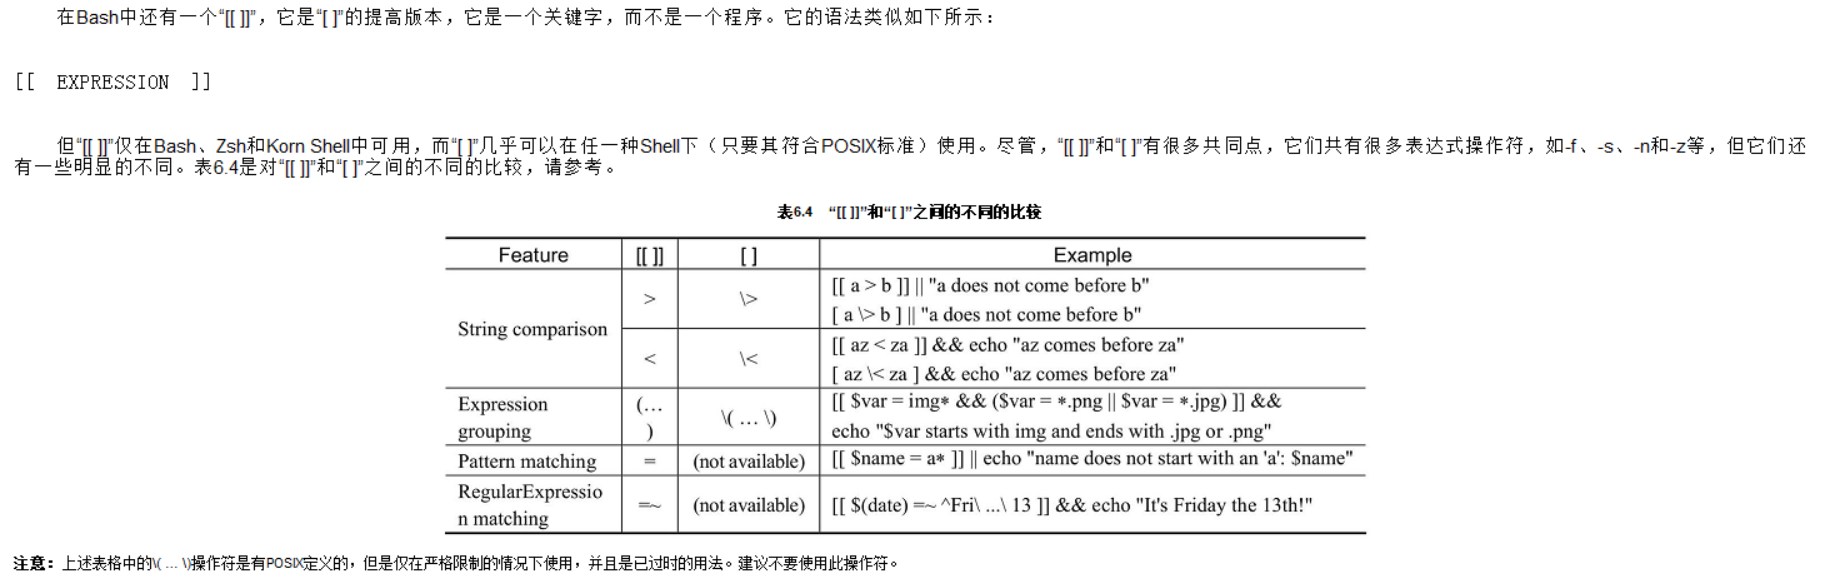 在Bash中还有一个“[[ ]]”，它是“[ ]”的提高版本，它是一个关键字，而不是一个程序。它的语法类似如下所示：
[[ EXPRESSION ]]
但“[[ ]]”仅在Bash、Zsh和Korn Shell中可用，而“[ ]”几乎可以在任一种Shell下（只要其符合POSIX标准）使用。尽管，“[[ ]]”和“[ ]”有很多共同点，它们共有很多表达式操作符，如-f、-s、-n和-z等，但它们还
有一些明显的不同。表6.4是对“[[ ]]”和“[ ]”之间的不同的比较，请参考。
表6.4 “[[ ]]”和“[ ]”之间的不同的比较
Feature [[ ]] [ ] Example
String comparison
> \> [[ a > b ]] || "a does not come before b"
[ a \> b ] || "a does not come before b"
< \< [[ az < za ]] && echo "az comes before za"
[ az \< za ] && echo "az comes before za"
Expression (… \( … \) [[ $var = img* && ($var = *.png || $var = *.jpg) ]] &&
grouping ) echo "$var starts with img and ends with .jpg or .png"
Pattern matching = (not available) [[ $name = a* ]] || echo "name does not start with an 'a': $name"
RegularExpressio
n matching =~ (not available) [[ $(date) =~ ^Fri\ ...\ 13 ]] && echo "It's Friday the 13th!"
注意：上述表格中的\( ... \)操作符是有POSIX定义的，但是仅在严格限制的情况下使用，并且是已过时的用法。建议不要使用此操作符。